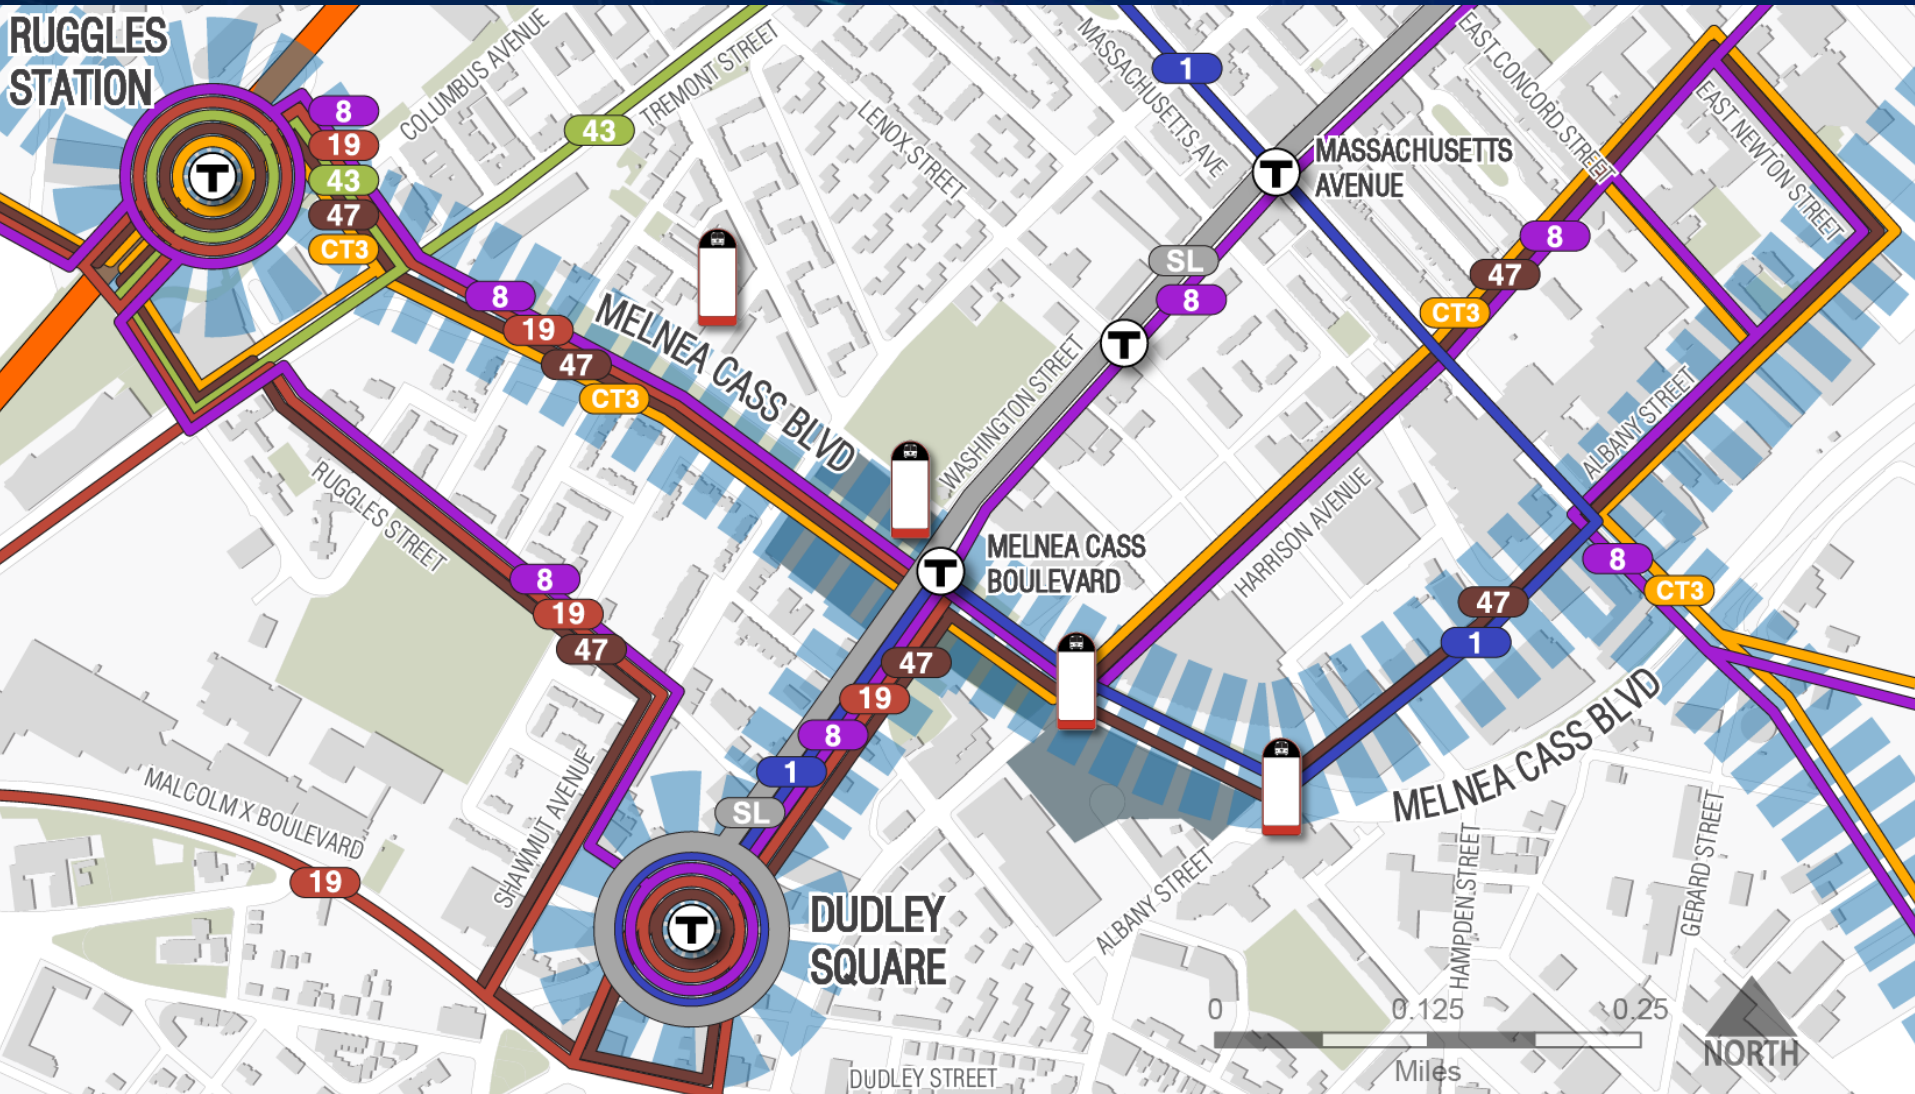 RUGGLES
STATION
8
19
43
47
CT3
COLUMBUS AVENUE
43
TREMONT STREET
LENOX STREET
MASSACHUSETTS AVE
1
EAST CONCORD STREET
EAST NEWTON STREET
T
T
MASSACHUSETTS
AVENUE
SL
8
T
8
47
CT3
8
19
47
CT3
MELNEA CASS BLVD
WASHINGTON STREET
HARRISON AVENUE
ALBANY STREET
RUGGLES STREET
T
MELNEA CASS
BOULEVARD
8
19
47
8
CT3
47
1
47
19
8
1
SL
MELNEA CASS BLVD
MALCOLM X BOULEVARD
SHAWMUT AVENUE
19
T
DUDLEY
SQUARE
ALBANY STREET
HAMPDEN STREET
GERARD STREET
DUDLEY STREET
0 0.125 0.25
Miles
NORTH